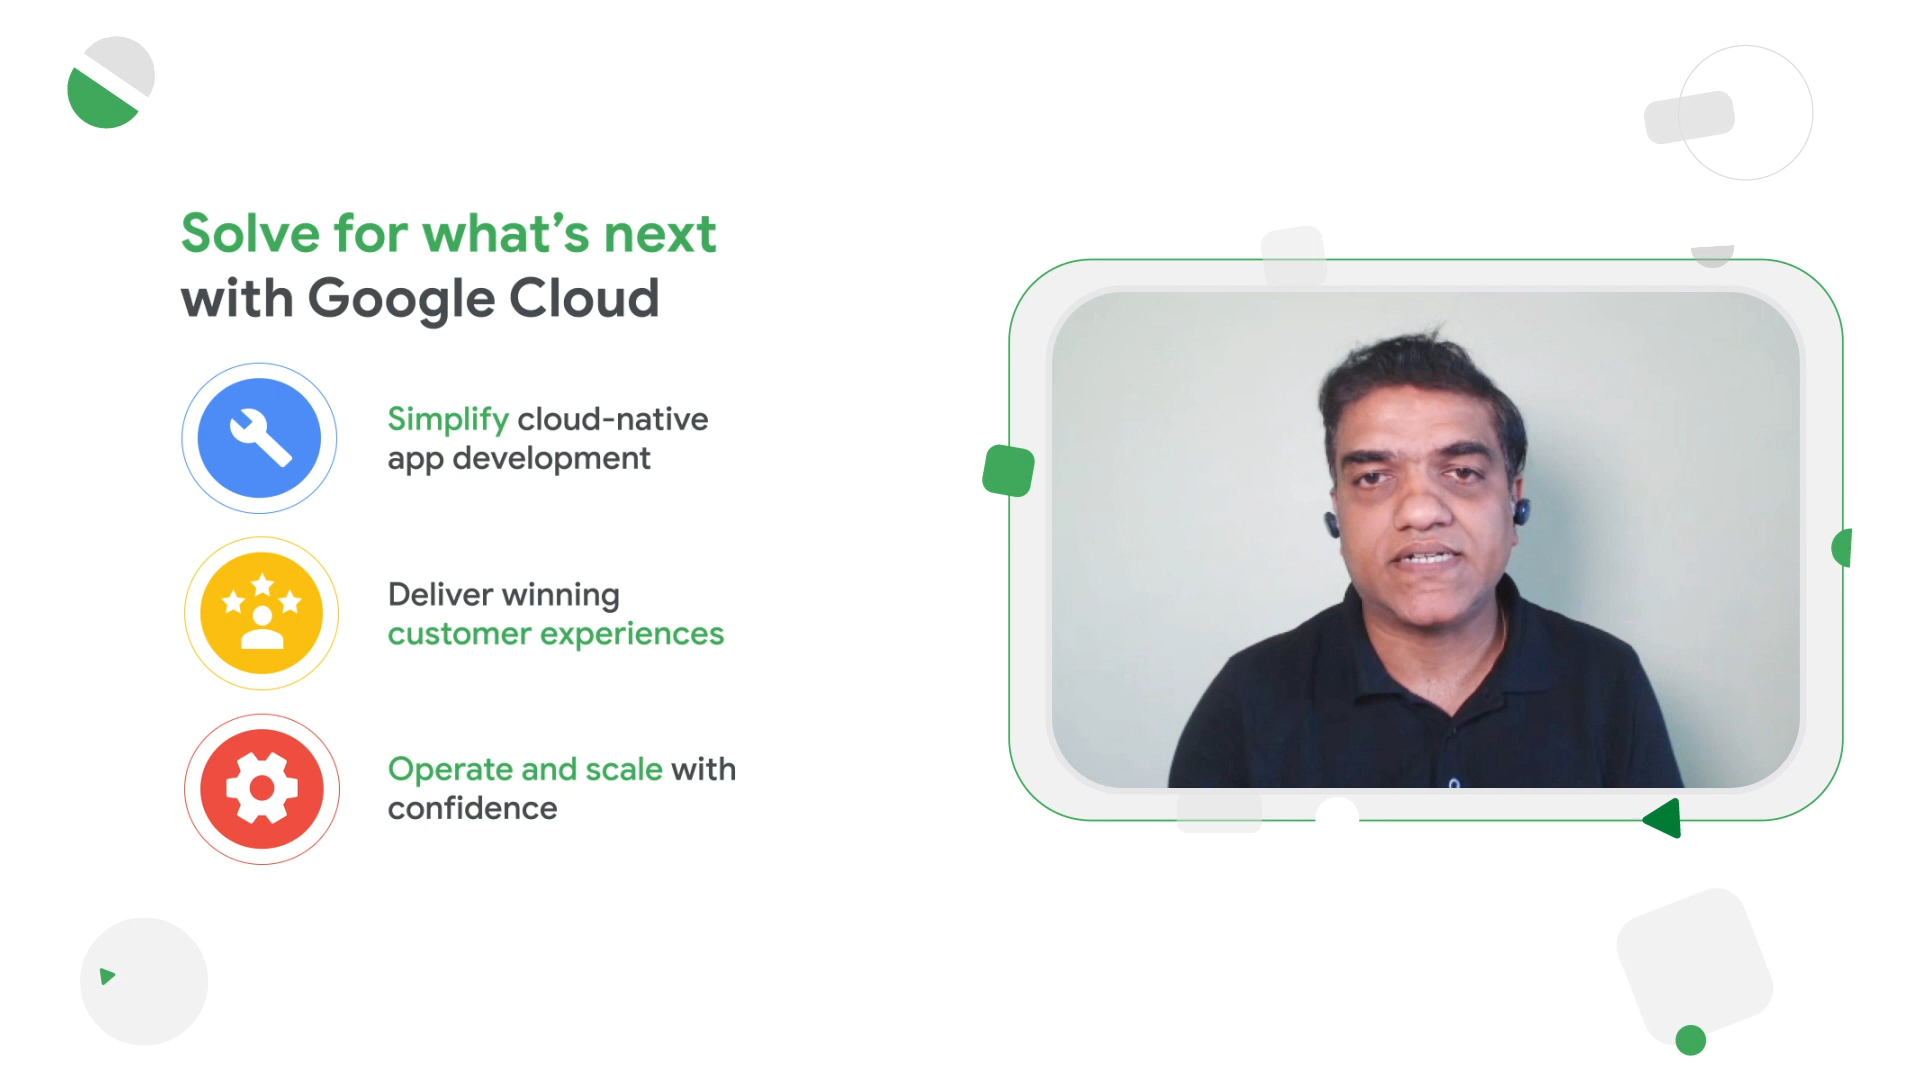 Solve for what’s next
with Google Cloud
Simplify cloud-native
app development
Deliver winning
customer experiences
Operate and scale with
confidence